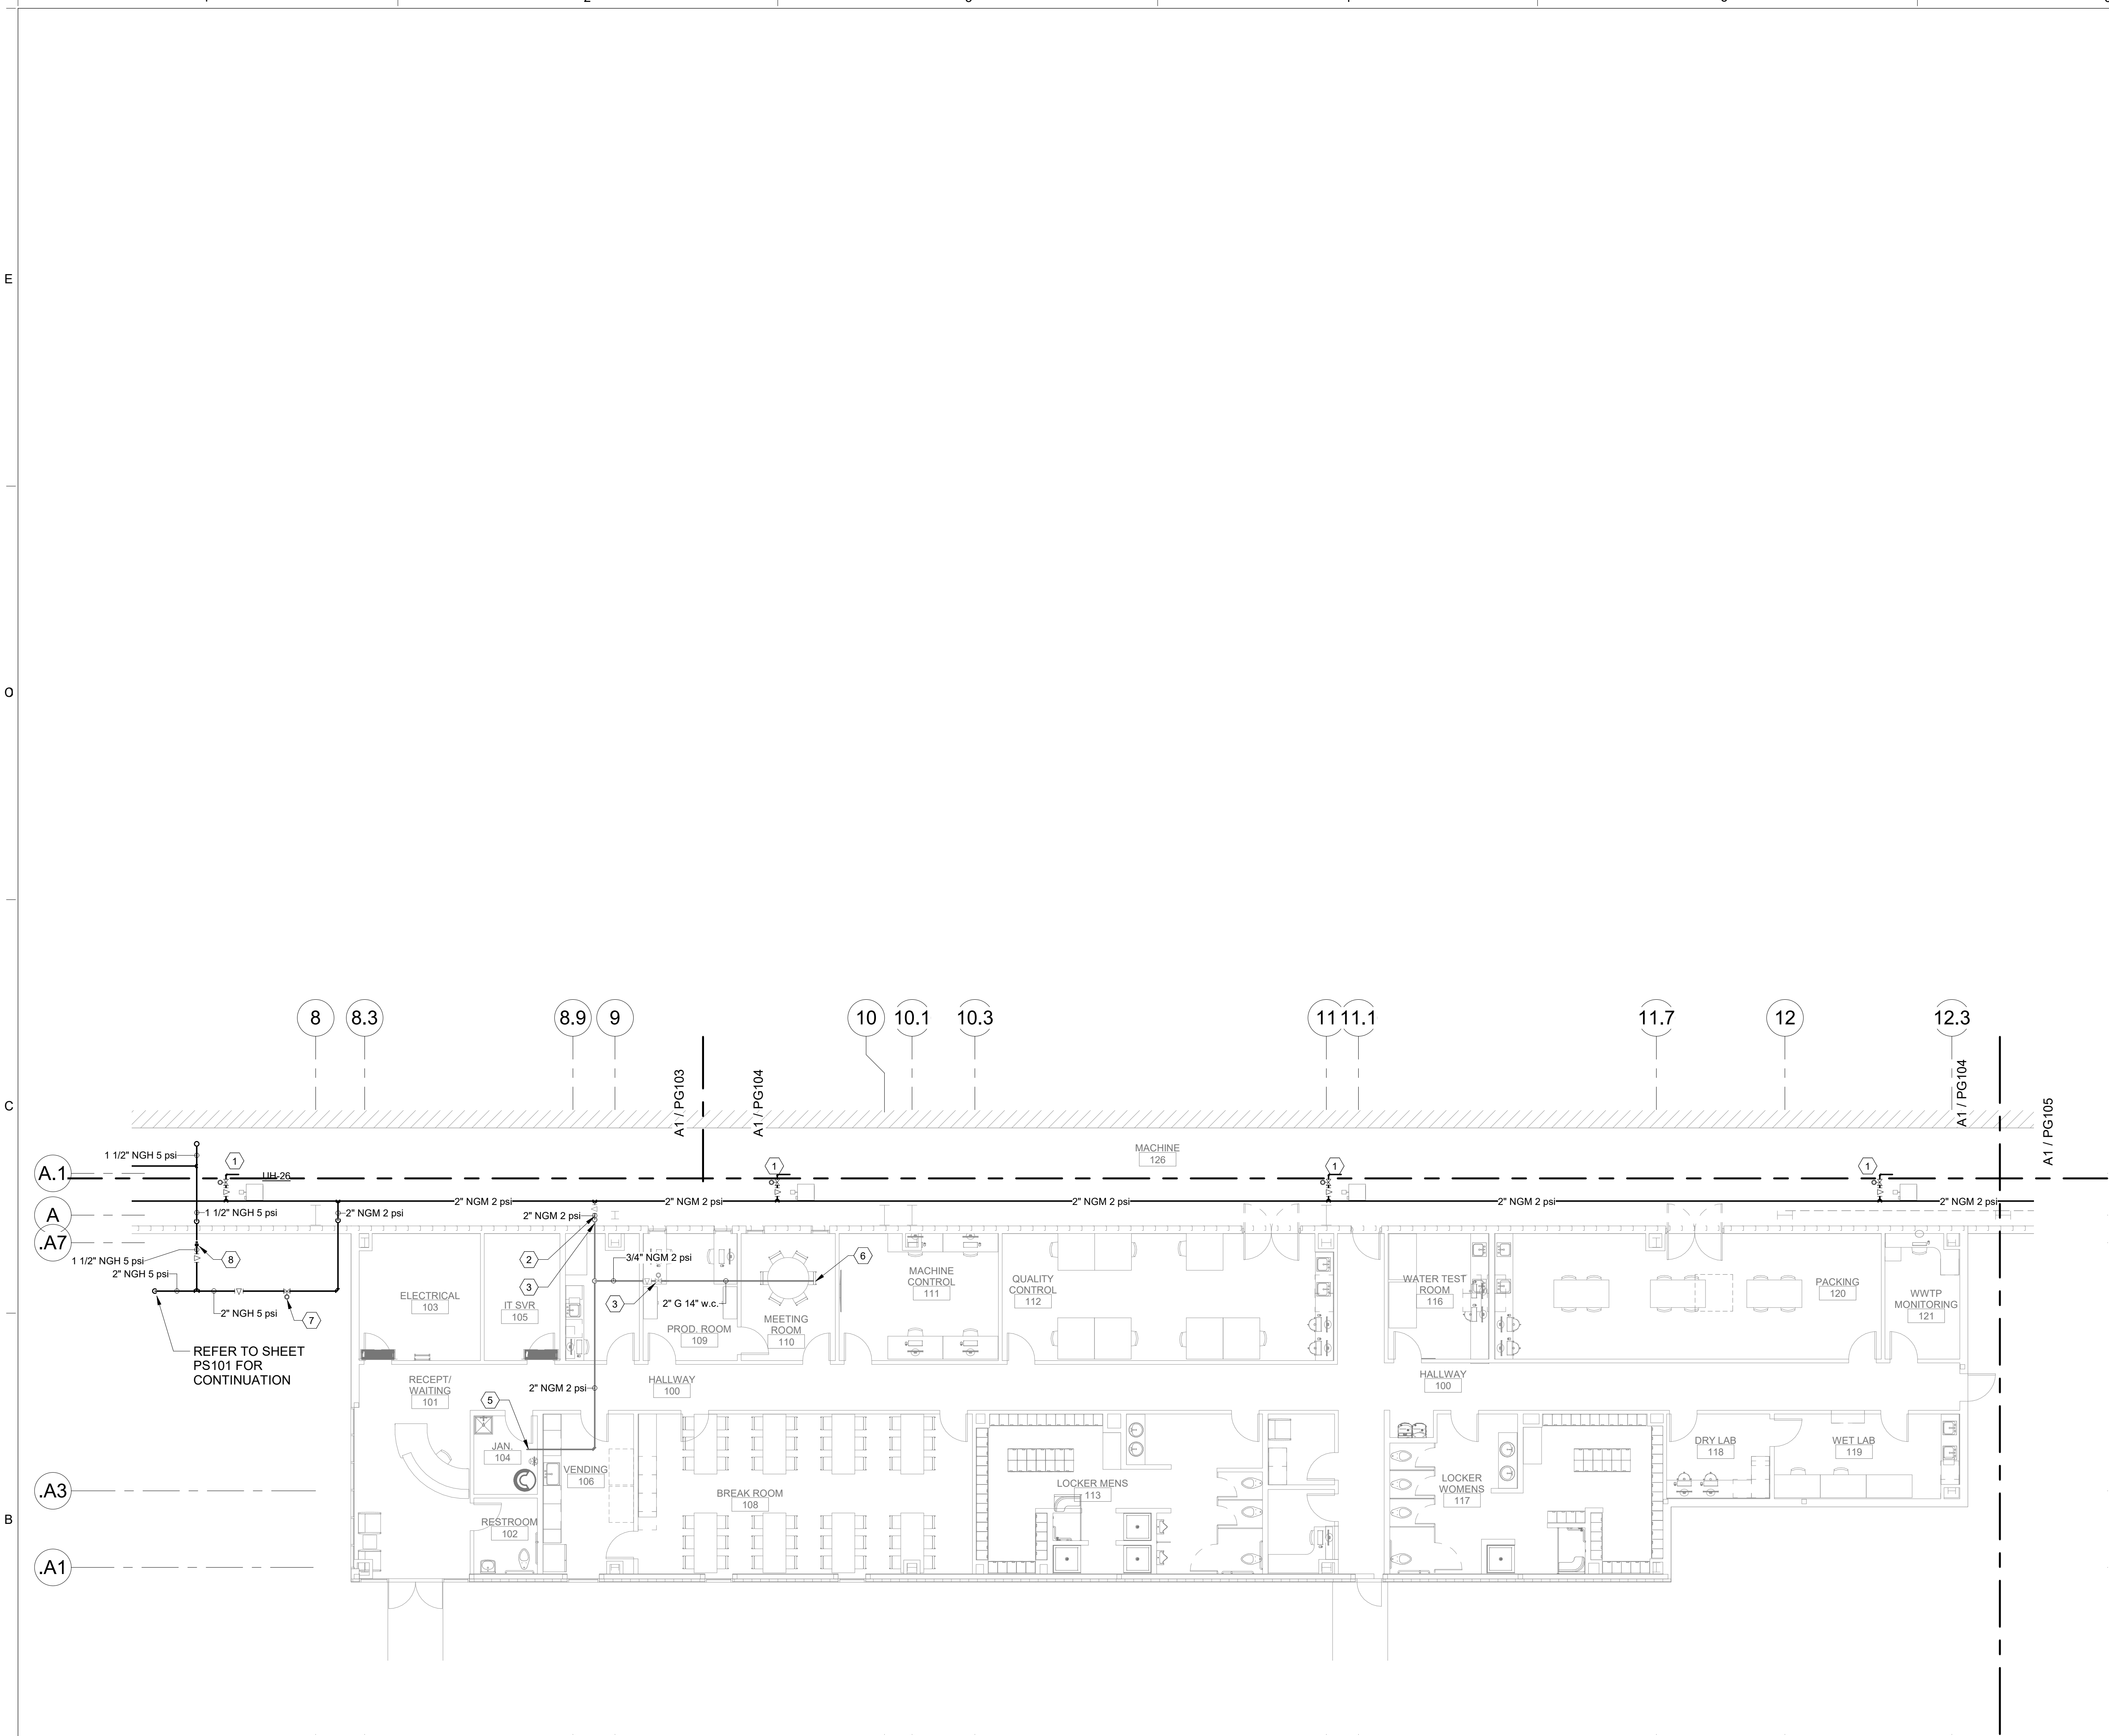 2
E
O
C
B
8
8.3
8.9
9
10
10.1
10.3
11
11.1
11.7
12
12.3
A1 / PG103
A1 / PG104
A1 / PG104
A1 / PG105
MACHINE
126
A.1
A
.A7
.A3
.A1
1 1/2" NGH 5 psi
1
UH-26
1
1
1
2" NGM 2 psi
2" NGM 2 psi
2" NGM 2 psi
2" NGM 2 psi
2" NGM 2 psi
1 1/2" NGH 5 psi
2" NGM 2 psi
2" NGM 2 psi
1 1/2" NGH 5 psi
8
2
3
3/4" NGM 2 psi
6
2" NGH 5 psi
2" NGH 5 psi
7
3
2" G 14" w.c.
REFER TO SHEET
PS101 FOR
CONTINUATION
ELECTRICAL
103
IT SVR
105
PROD. ROOM
109
MEETING
ROOM
110
MACHINE
CONTROL
111
QUALITY
CONTROL
112
WATER TEST
ROOM
116
PACKING
120
WWTP
MONITORING
121
RECEPT/
WAITING
101
HALLWAY
100
HALLWAY
100
2" NGM 2 psi
5
JAN.
104
VENDING
106
RESTROOM
102
BREAK ROOM
108
LOCKER MENS
113
LOCKER
WOMENS
117
DRY LAB
118
WET LAB
119